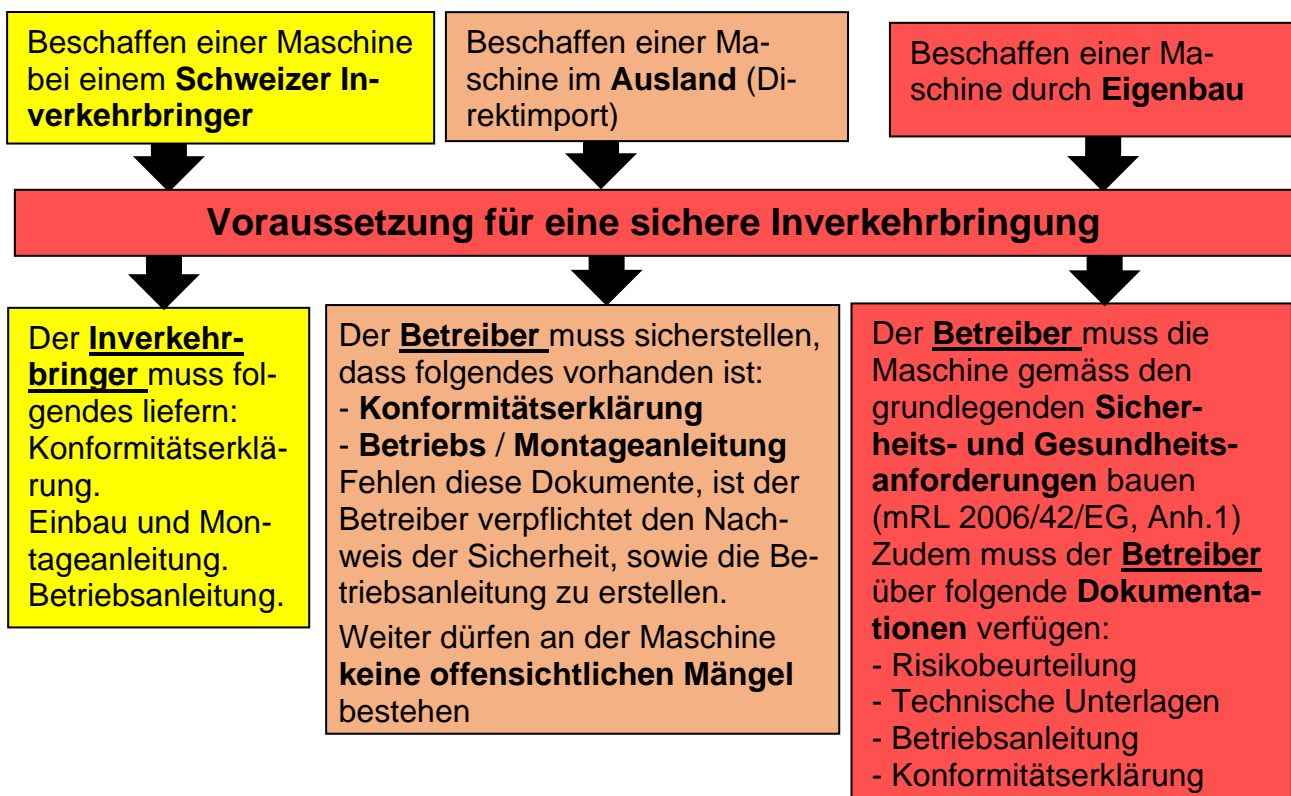 Beschaffen einer Maschine
bei einem Schweizer In-
verkehrbringer
Beschaffen einer Ma-
schine im Ausland (Di-
rektimport)
Beschaffen einer Ma-
schine durch Eigenbau
Voraussetzung für eine sichere Inverkehrbringung
Der Inverkehr-
bringer muss fol-
gendes liefern:
Konformitätserklä-
rung.
Einbau und Mon-
tageanleitung.
Betriebsanleitung.
Der Betreiber muss sicherstellen,
dass folgendes vorhanden ist:
- Konformitätserklärung
- Betriebs / Montageanleitung
Fehlen diese Dokumente, ist der
Betreiber verpflichtet den Nach-
weis der Sicherheit, sowie die Be-
triebsanleitung zu erstellen.
Weiter dürfen an der Maschine
keine offensichtlichen Mängel
bestehen
Der Betreiber muss die
Maschine gemäss den
grundlegenden Sicher-
heits- und Gesundheits-
anforderungen bauen
(mRL 2006/42/EG, Anh.1)
Zudem muss der Betreiber
über folgende Dokumenta-
tionen verfügen:
- Risikobeurteilung
- Technische Unterlagen
- Betriebsanleitung
- Konformitätserklärung